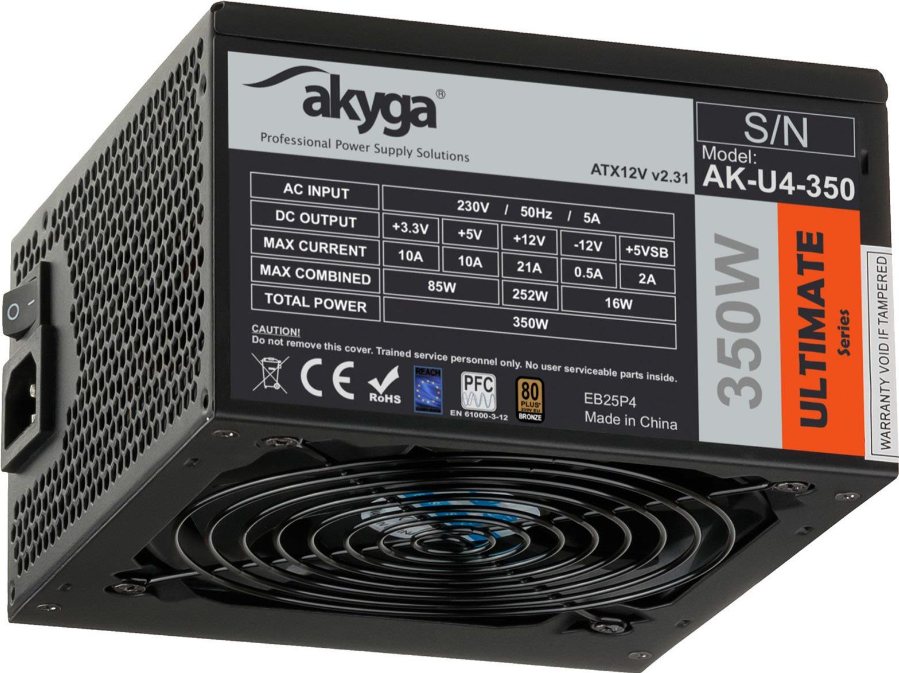 akyga®
Professional Power Supply Solutions
ATX12V v2.31
S/N
Model:
AK-U4-350
AC INPUT 230V / 50Hz / 5A
DC OUTPUT +3.3V +5V +12V -12V +5VSB
MAX CURRENT 10A 10A 21A 0.5A 2A
MAX COMBINED 85W 252W 16W
TOTAL POWER 350W
CAUTION!
Do not remove this cover. Trained service personnel only. No user serviceable parts inside.
CE
RoHS
REACH
PFC
EN 61000-3-12
80
PLUS
BRONZE
EB25P4
Made in China
350W
ULTIMATE
Series
WARRANTY VOID IF TAMPERED